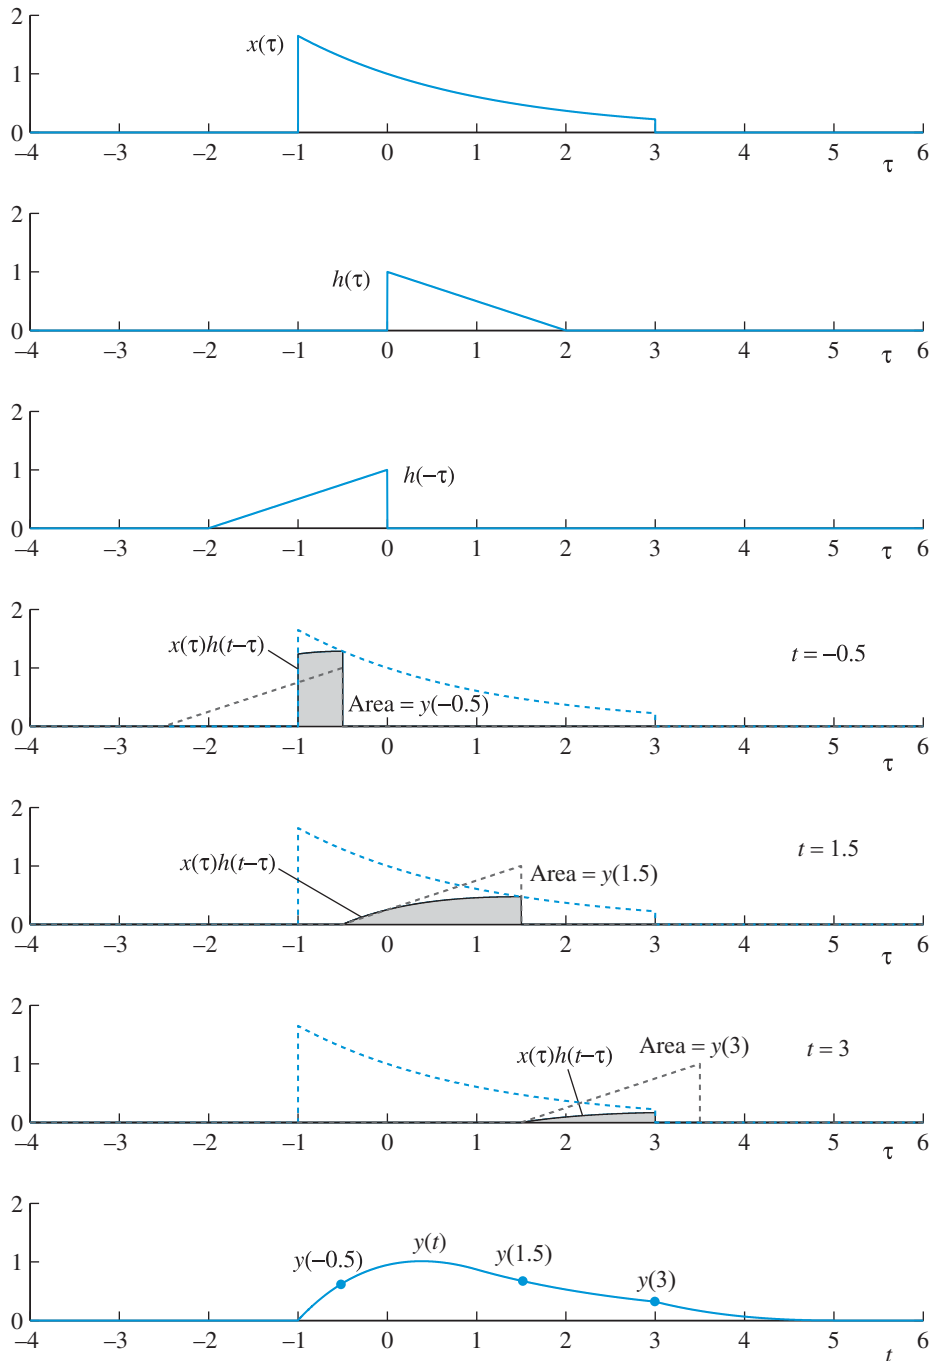 2
x(τ)
1
0
–4 –3 –2 –1 0 1 2 3 4 5 6
τ
2
1
h(τ)
0
–4 –3 –2 –1 0 1 2 3 4 5 6
τ
2
1
h(–τ)
0
–4 –3 –2 –1 0 1 2 3 4 5 6
τ
2
x(τ)h(t–τ)
t = –0.5
1
Area = y(–0.5)
0
–4 –3 –2 –1 0 1 2 3 4 5 6
τ
2
x(τ)h(t–τ)
t = 1.5
1
Area = y(1.5)
0
–4 –3 –2 –1 0 1 2 3 4 5 6
τ
2
Area = y(3)
t = 3
x(τ)h(t–τ)
1
0
–4 –3 –2 –1 0 1 2 3 4 5 6
τ
2
y(–0.5)
y(t)
y(1.5)
y(3)
1
0
–4 –3 –2 –1 0 1 2 3 4 5 6
t